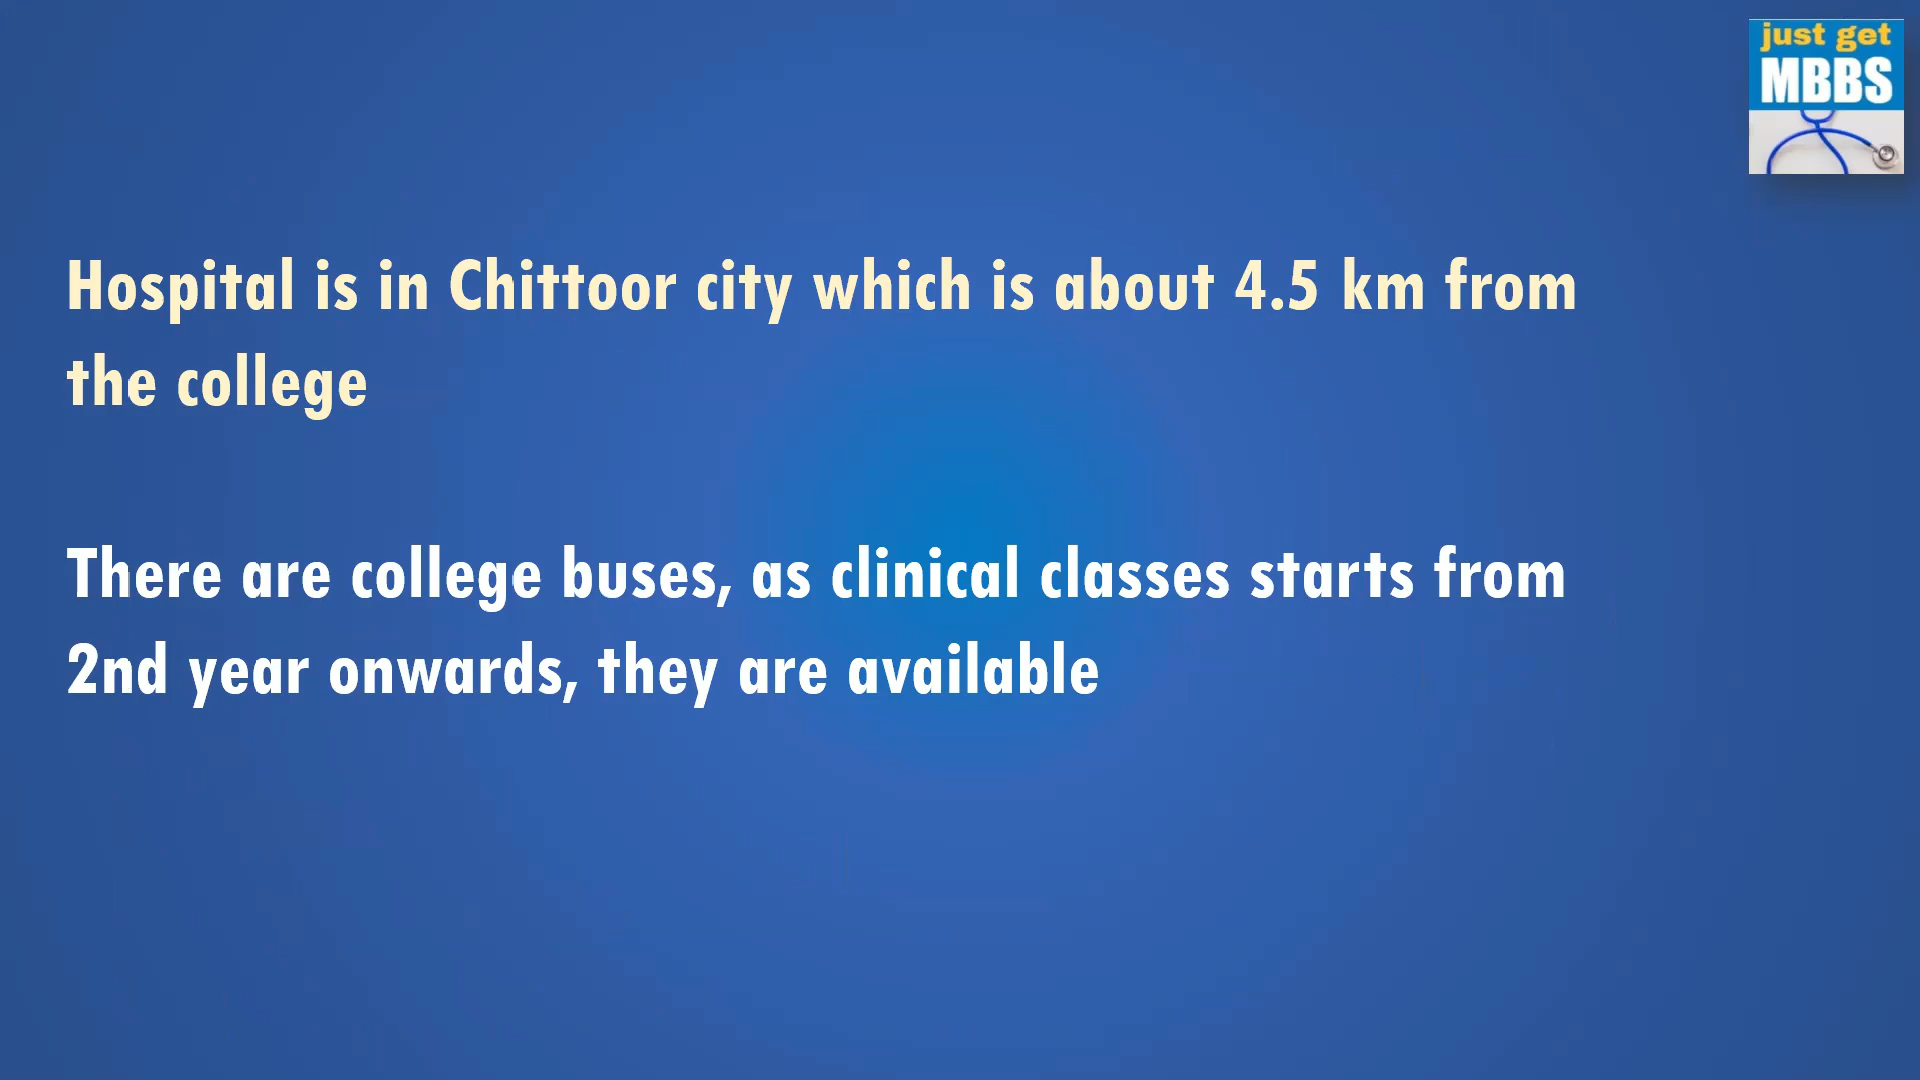 just get
MBBS
Hospital is in Chittoor city which is about 4.5 km from
the college
There are college buses, as clinical classes starts from
2nd year onwards, they are available